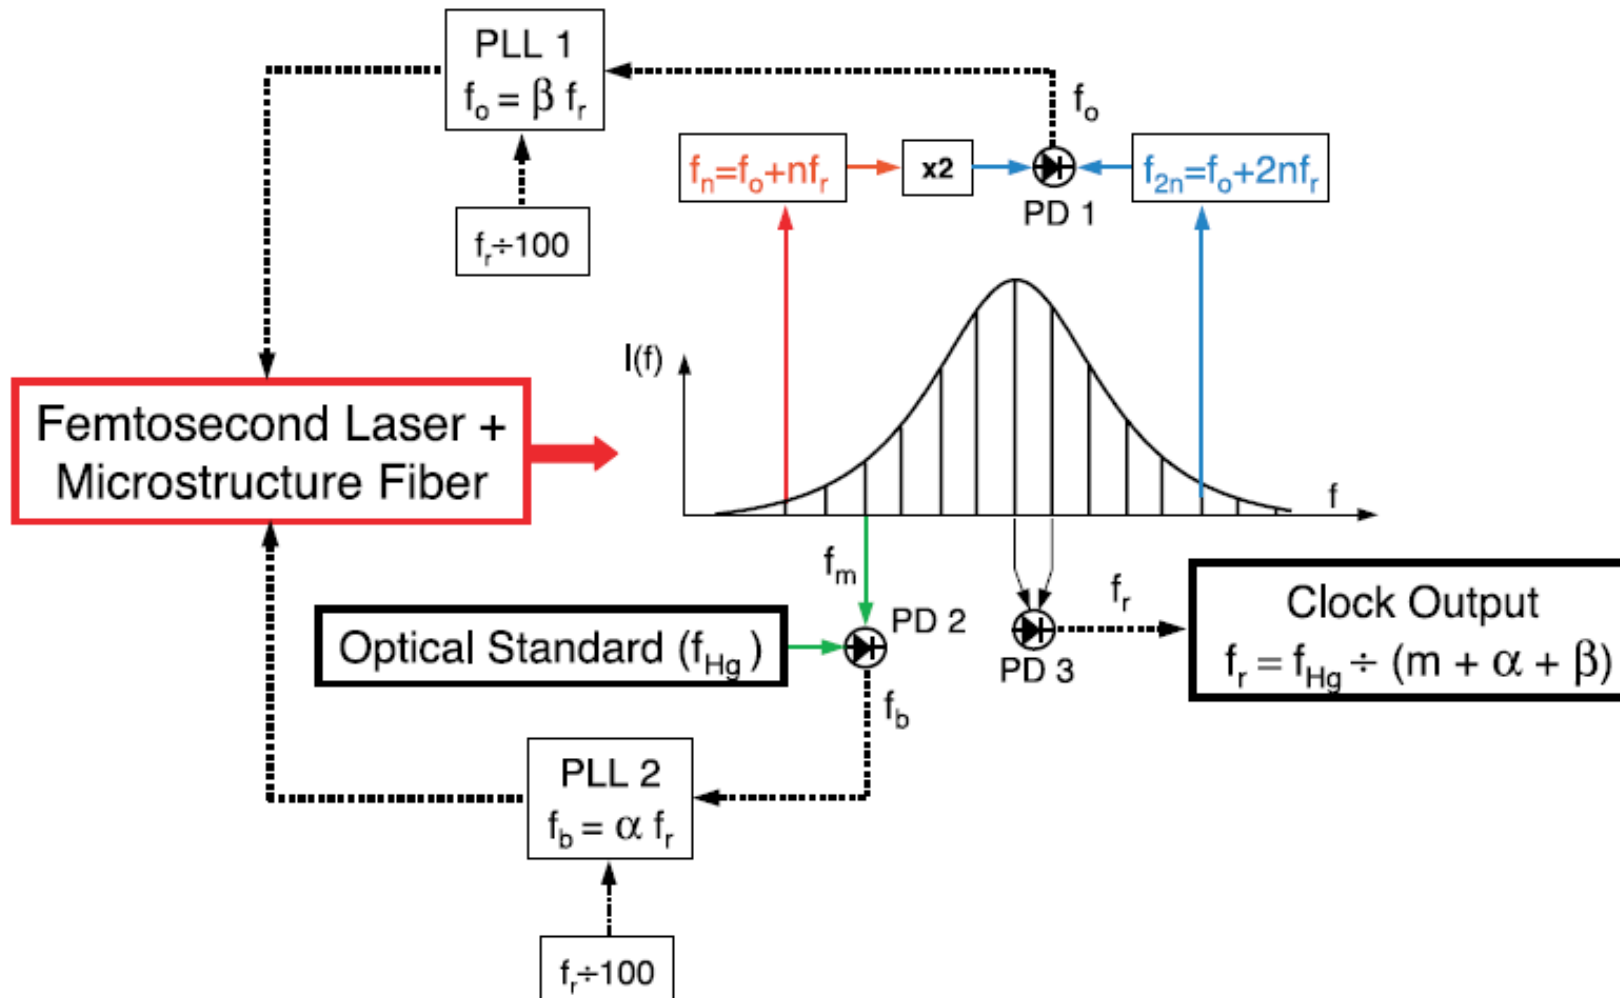 PLL 1
fo = β fr
fr÷100
fo
fn=fo+nfr
x2
f2n=fo+2nfr
PD 1
I(f)
f
Femtosecond Laser +
Microstructure Fiber
fm
PD 2
Optical Standard (fHg )
fb
PD 3
fr
Clock Output
fr = fHg ÷ (m + α + β)
PLL 2
fb = α fr
fr÷100